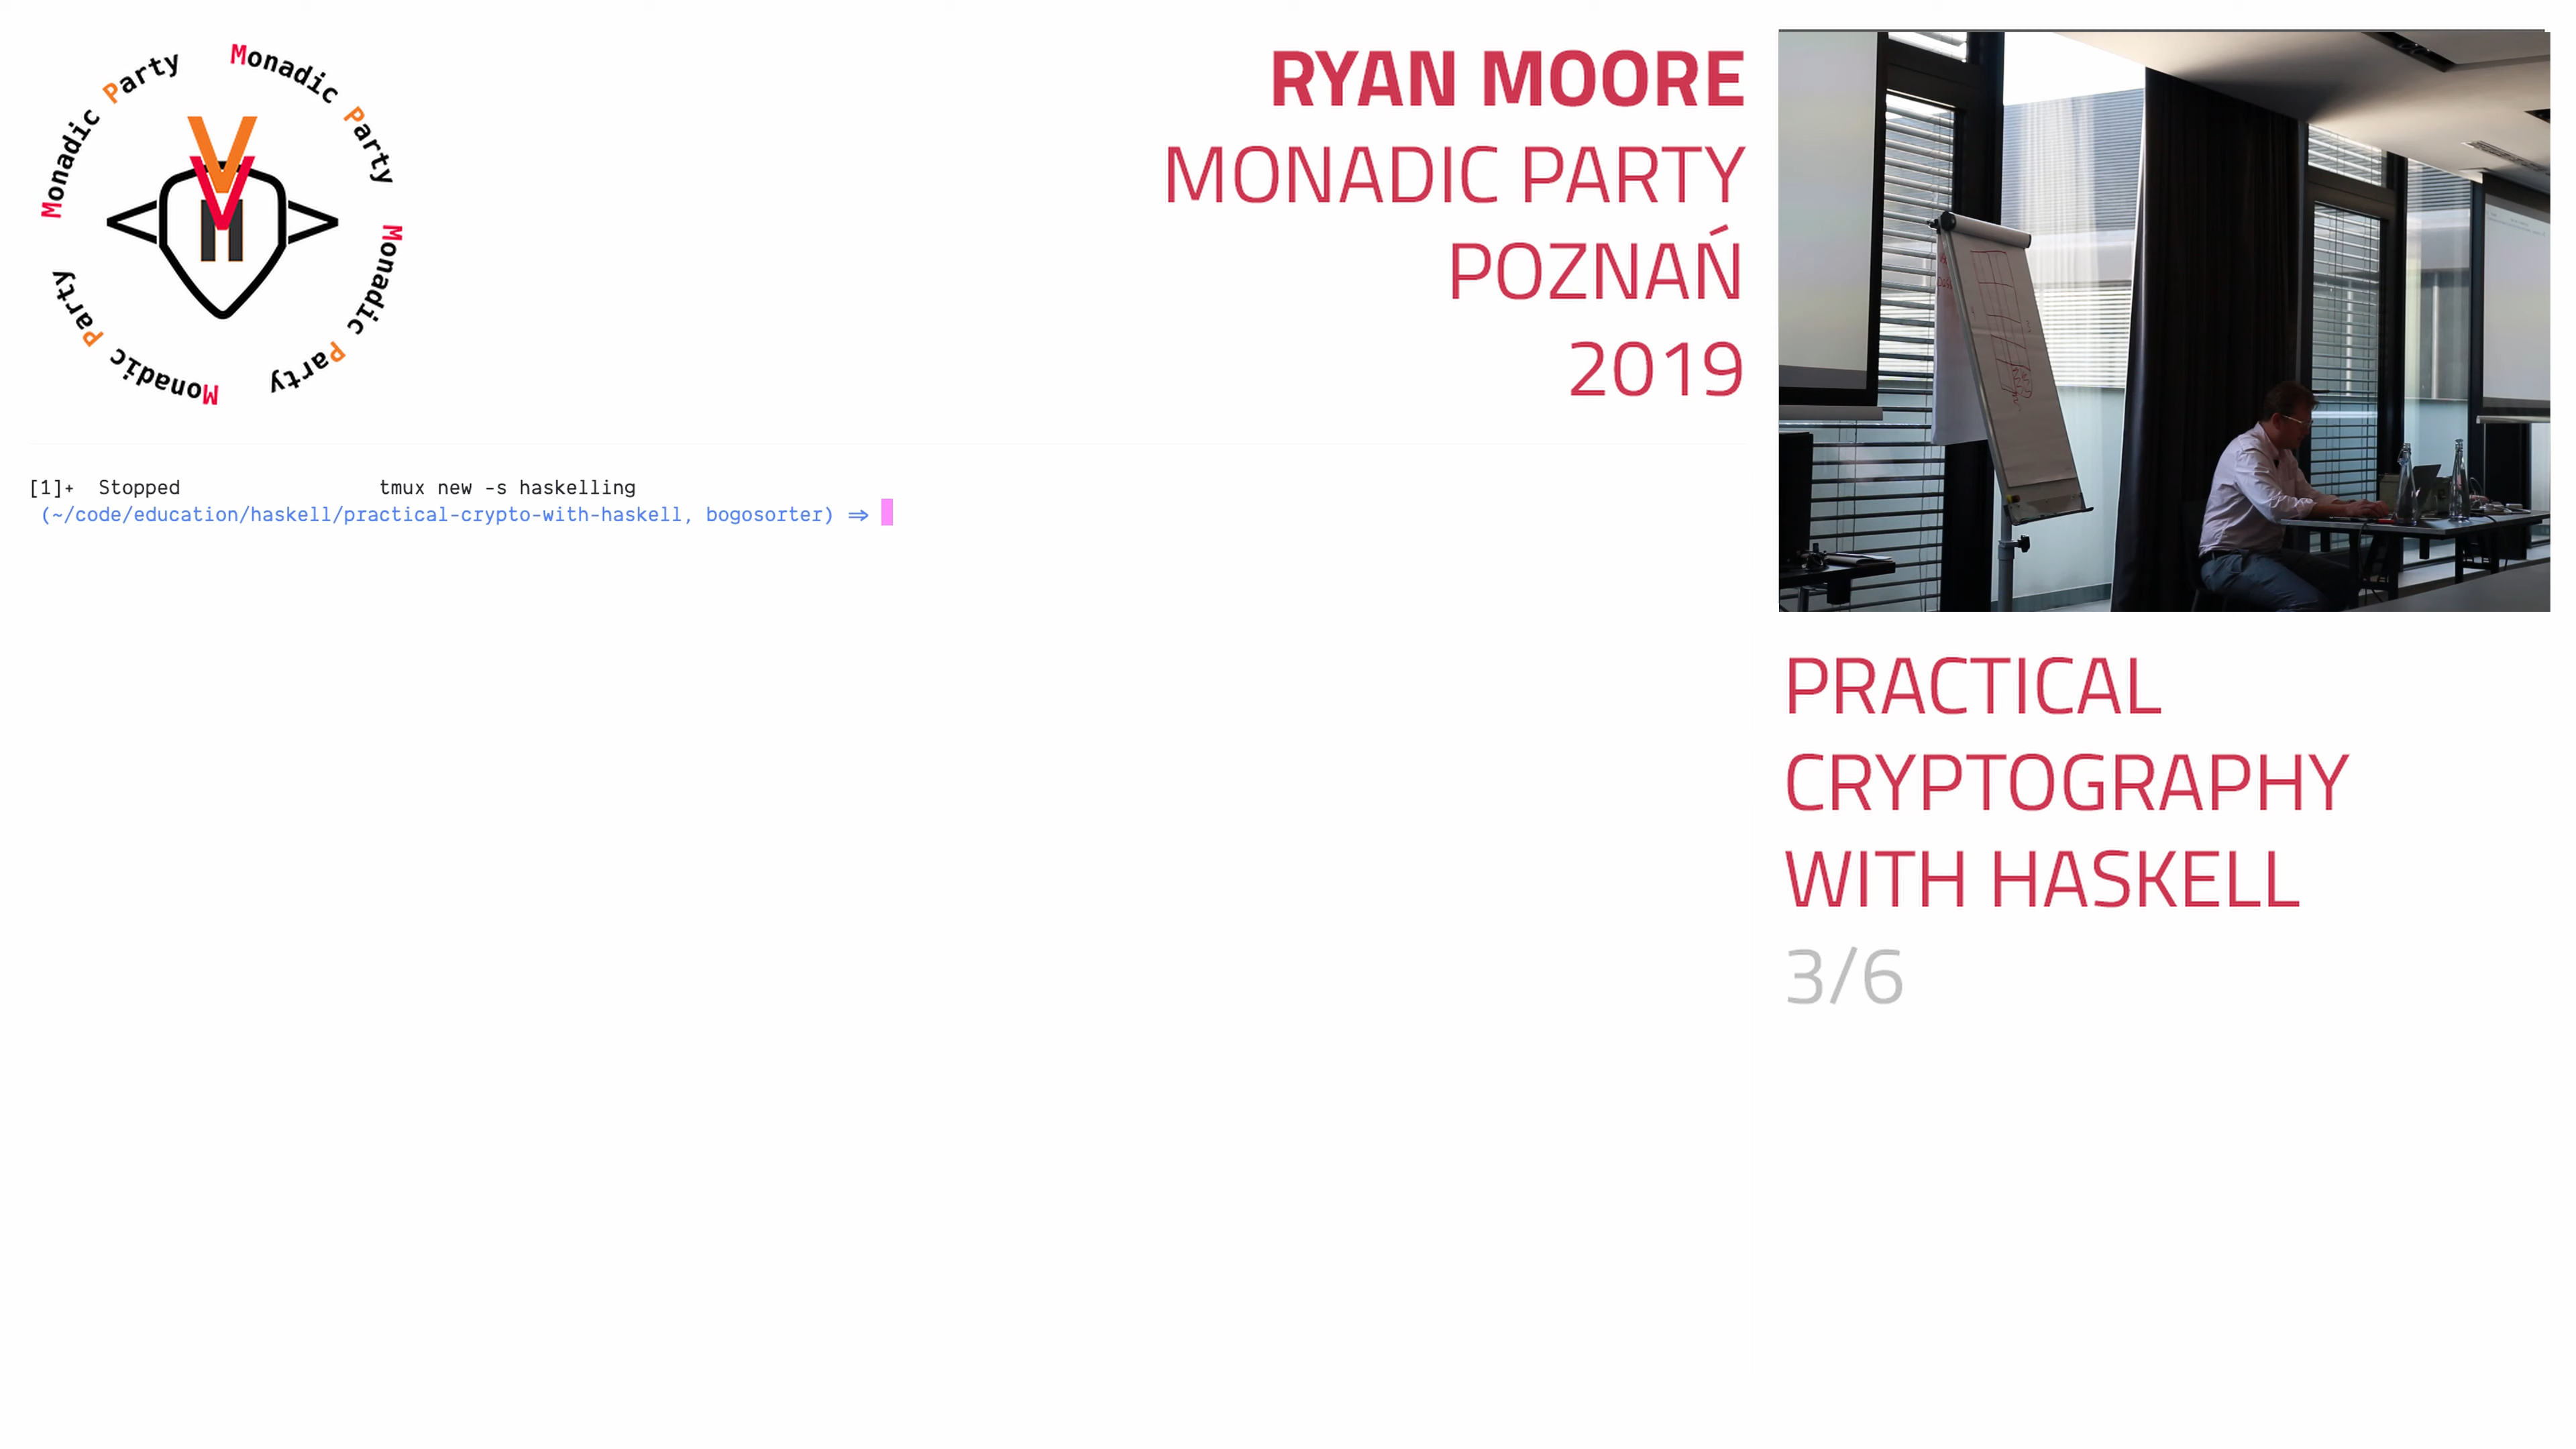 Monadic Party
Monadic Party
Monadic Party
Monadic Party
RYAN MOORE
MONADIC PARTY
POZNAŃ
2019
[1]+  Stopped                 tmux new -s haskelling
(~/code/education/haskell/practical-crypto-with-haskell, bogosorter) ⇒
PRACTICAL
CRYPTOGRAPHY
WITH HASKELL
3/6